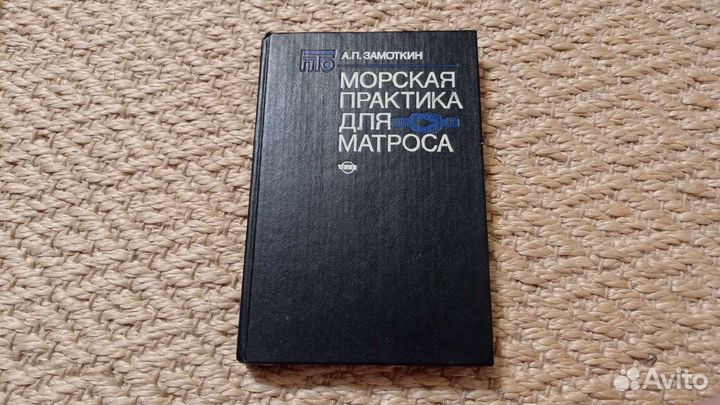 ПТО
А.П. ЗАМОТКИН
МОРСКАЯ
ПРАКТИКА
ДЛЯ
МАТРОСА
Avito